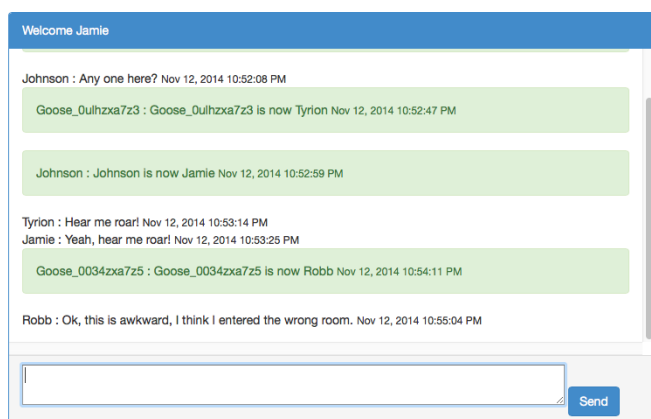 Welcome Jamie
Johnson : Any one here? Nov 12, 2014 10:52:08 PM
Goose_0ulhzxa7z3 : Goose_0ulhzxa7z3 is now Tyrion Nov 12, 2014 10:52:47 PM
Johnson : Johnson is now Jamie Nov 12, 2014 10:52:59 PM
Tyrion : Hear me roar! Nov 12, 2014 10:53:14 PM
Jamie : Yeah, hear me roar! Nov 12, 2014 10:53:25 PM
Goose_0034zxa7z5 : Goose_0034zxa7z5 is now Robb Nov 12, 2014 10:54:11 PM
Robb : Ok, this is awkward, I think I entered the wrong room. Nov 12, 2014 10:55:04 PM
Send